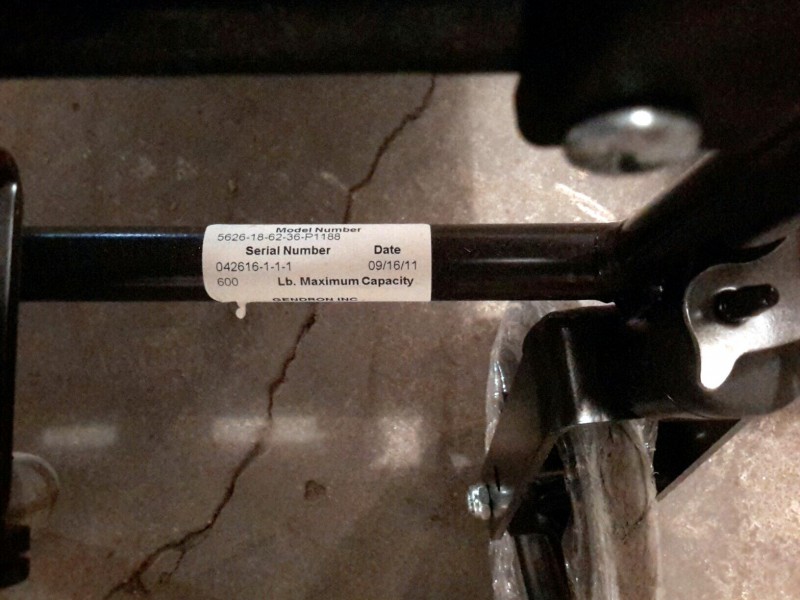 Model Number
5626-18-62-36-P1188
Serial Number Date
042616-1-1-1 09/16/11
600 Lb. Maximum Capacity
GENDRON INC